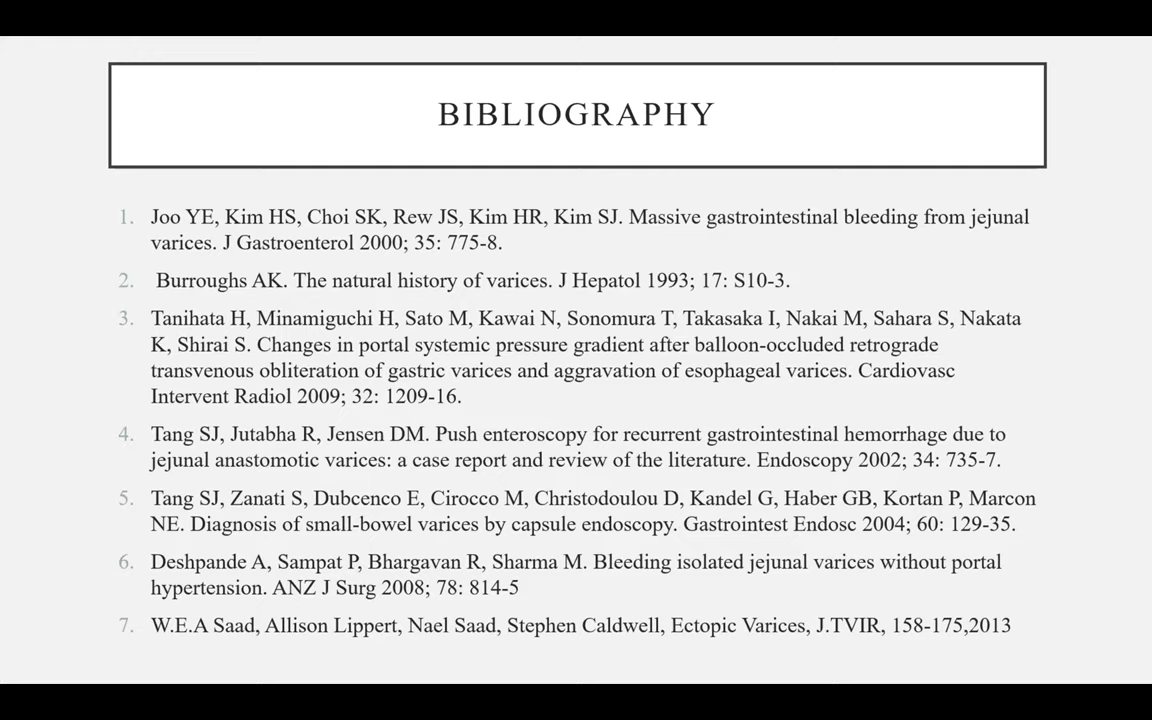 BIBLIOGRAPHY
1. Joo YE, Kim HS, Choi SK, Rew JS, Kim HR, Kim SJ. Massive gastrointestinal bleeding from jejunal
varices. J Gastroenterol 2000; 35: 775-8.
2. Burroughs AK. The natural history of varices. J Hepatol 1993; 17: S10-3.
3. Tanihata H, Minamiguchi H, Sato M, Kawai N, Sonomura T, Takasaka I, Nakai M, Sahara S, Nakata
K, Shirai S. Changes in portal systemic pressure gradient after balloon-occluded retrograde
transvenous obliteration of gastric varices and aggravation of esophageal varices. Cardiovasc
Intervent Radiol 2009; 32: 1209-16.
4. Tang SJ, Jutabha R, Jensen DM. Push enteroscopy for recurrent gastrointestinal hemorrhage due to
jejunal anastomotic varices: a case report and review of the literature. Endoscopy 2002; 34: 735-7.
5. Tang SJ, Zanati S, Dubcenco E, Cirocco M, Christodoulou D, Kandel G, Haber GB, Kortan P, Marcon
NE. Diagnosis of small-bowel varices by capsule endoscopy. Gastrointest Endosc 2004; 60: 129-35.
6. Deshpande A, Sampat P, Bhargavan R, Sharma M. Bleeding isolated jejunal varices without portal
hypertension. ANZ J Surg 2008; 78: 814-5
7. W.E.A Saad, Allison Lippert, Nael Saad, Stephen Caldwell, Ectopic Varices, J.TVIR, 158-175,2013